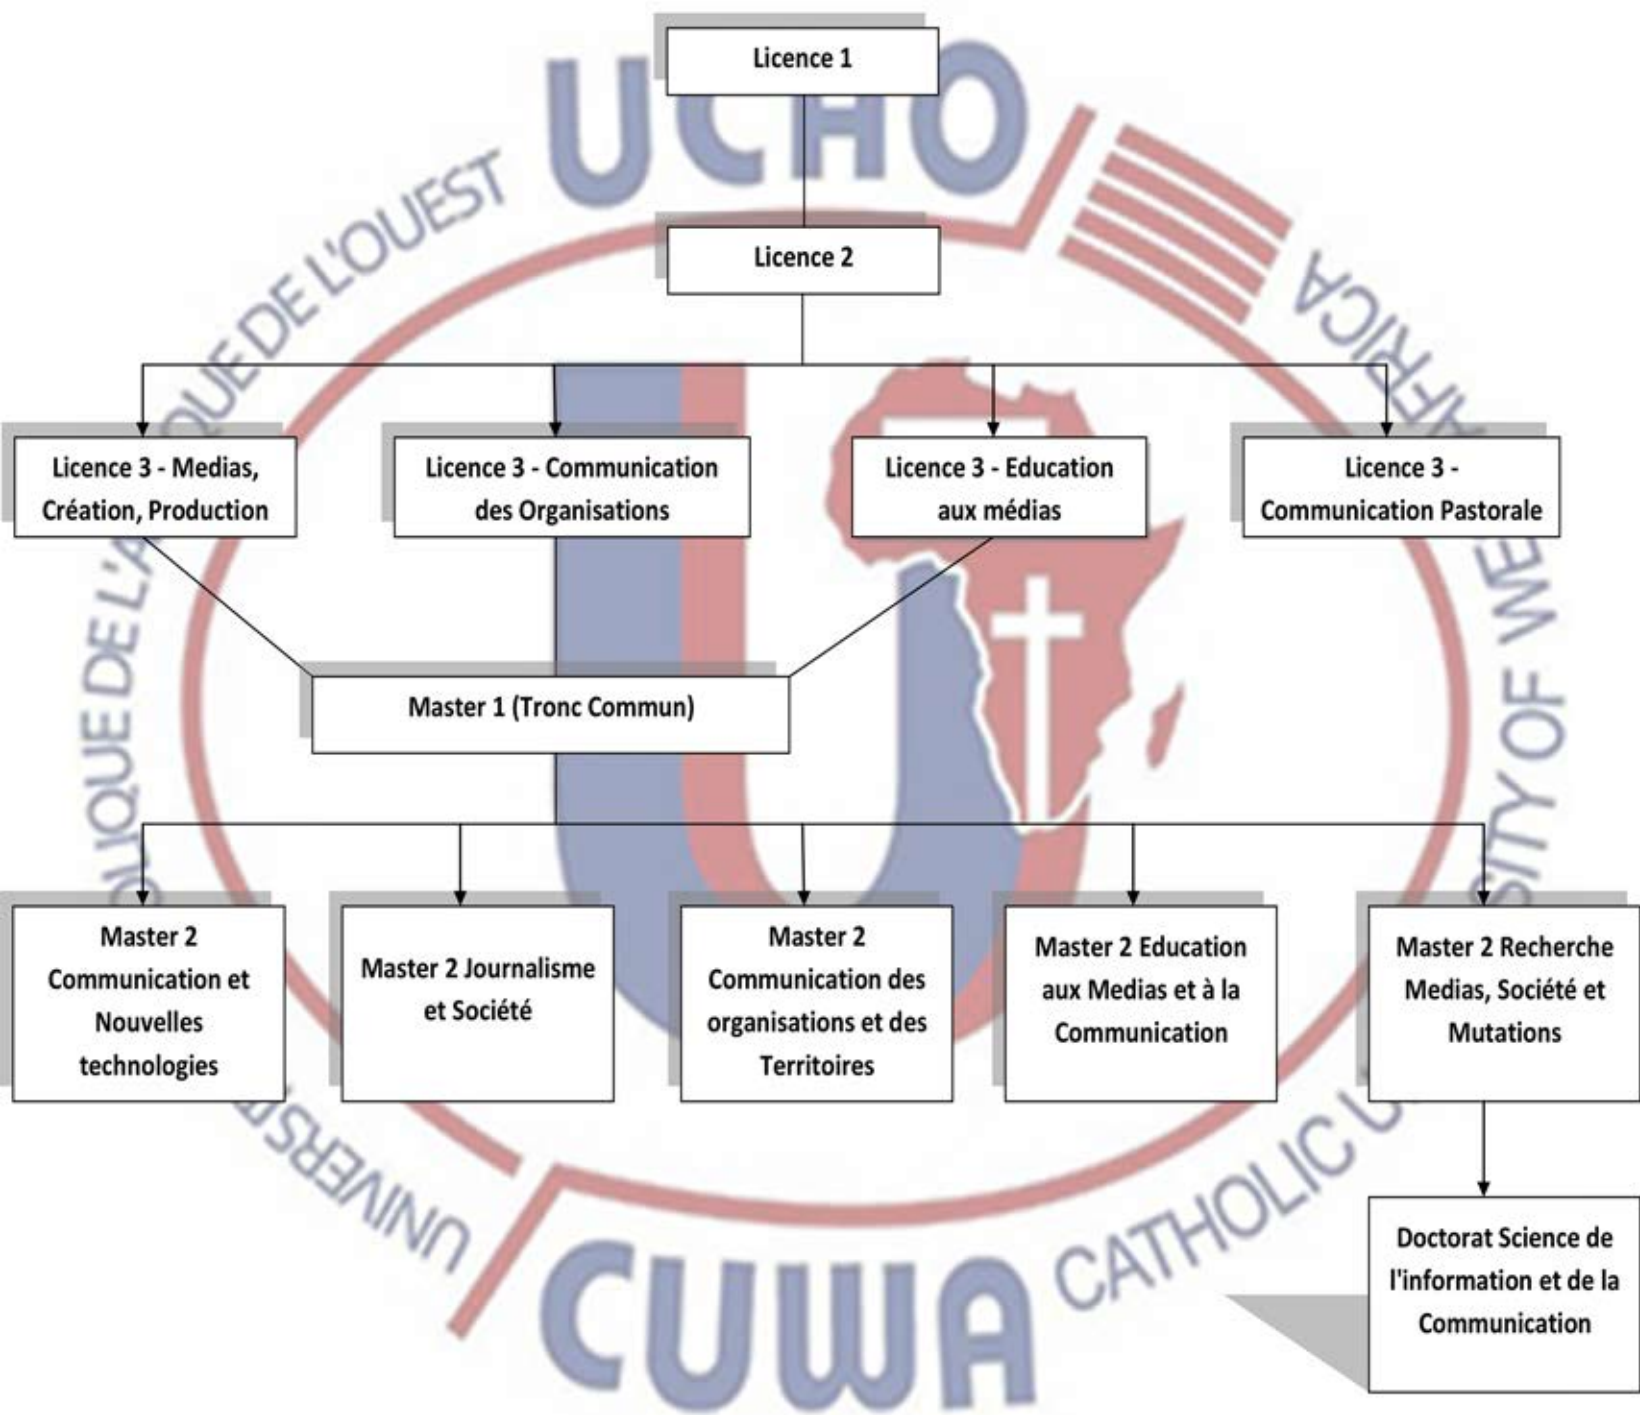 UCAO
Licence 1
Licence 2
Licence 3 - Medias,
Création, Production
Licence 3 - Communication
des Organisations
Licence 3 - Education
aux médias
Licence 3 -
Communication Pastorale
Master 1 (Tronc Commun)
Master 2
Communication et
Nouvelles
technologies
Master 2 Journalisme
et Société
Master 2
Communication des
organisations et des
Territoires
Master 2 Education
aux Medias et à la
Communication
Master 2 Recherche
Medias, Société et
Mutations
Doctorat Science de
l'information et de la
Communication
DE L'OUEST
CATHOLIC
OF
AFRICA
CUWA